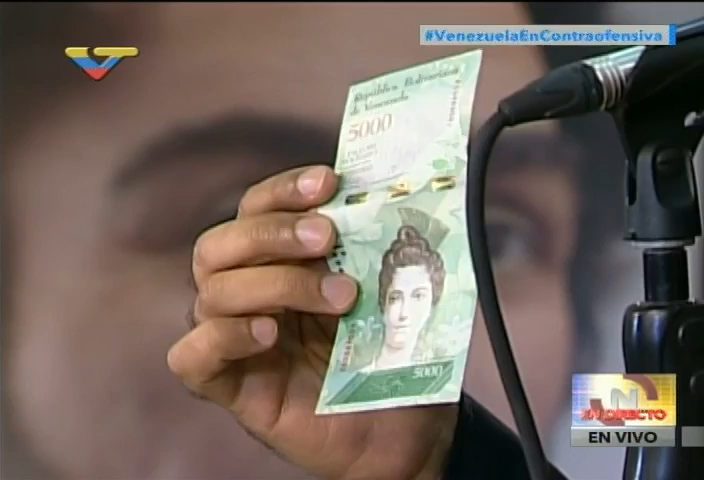 #VenezuelaEnContraofensiva
República Bolivariana
de Venezuela
5000
5000
EN DIRECTO
EN VIVO